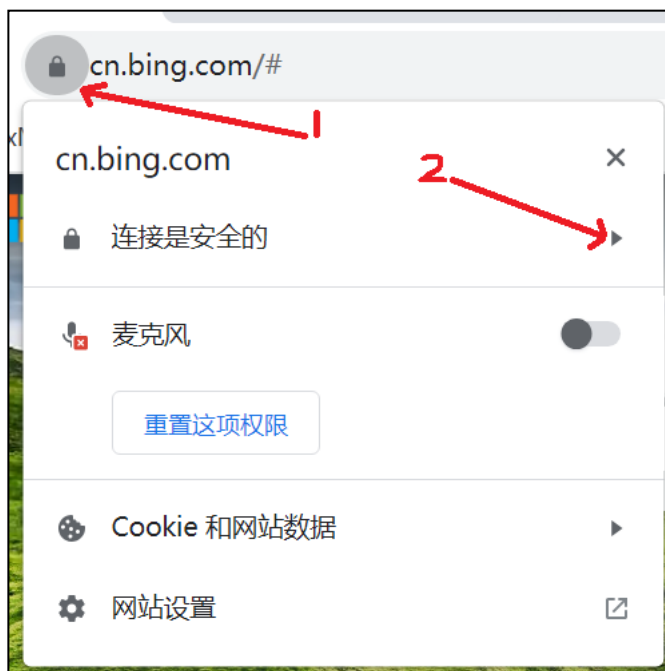 cn.bing.com/#
1
cn.bing.com
2
连接是安全的
麦克风
重置这项权限
Cookie 和网站数据
网站设置